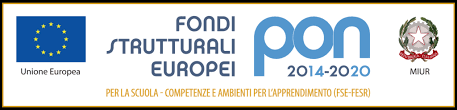 FONDI
STRUTTURALI
EUROPEI
pon
2014-2020
Unione Europea
MIUR
PER LA SCUOLA - COMPETENZE E AMBIENTI PER L'APPRENDIMENTO (FSE-FESR)